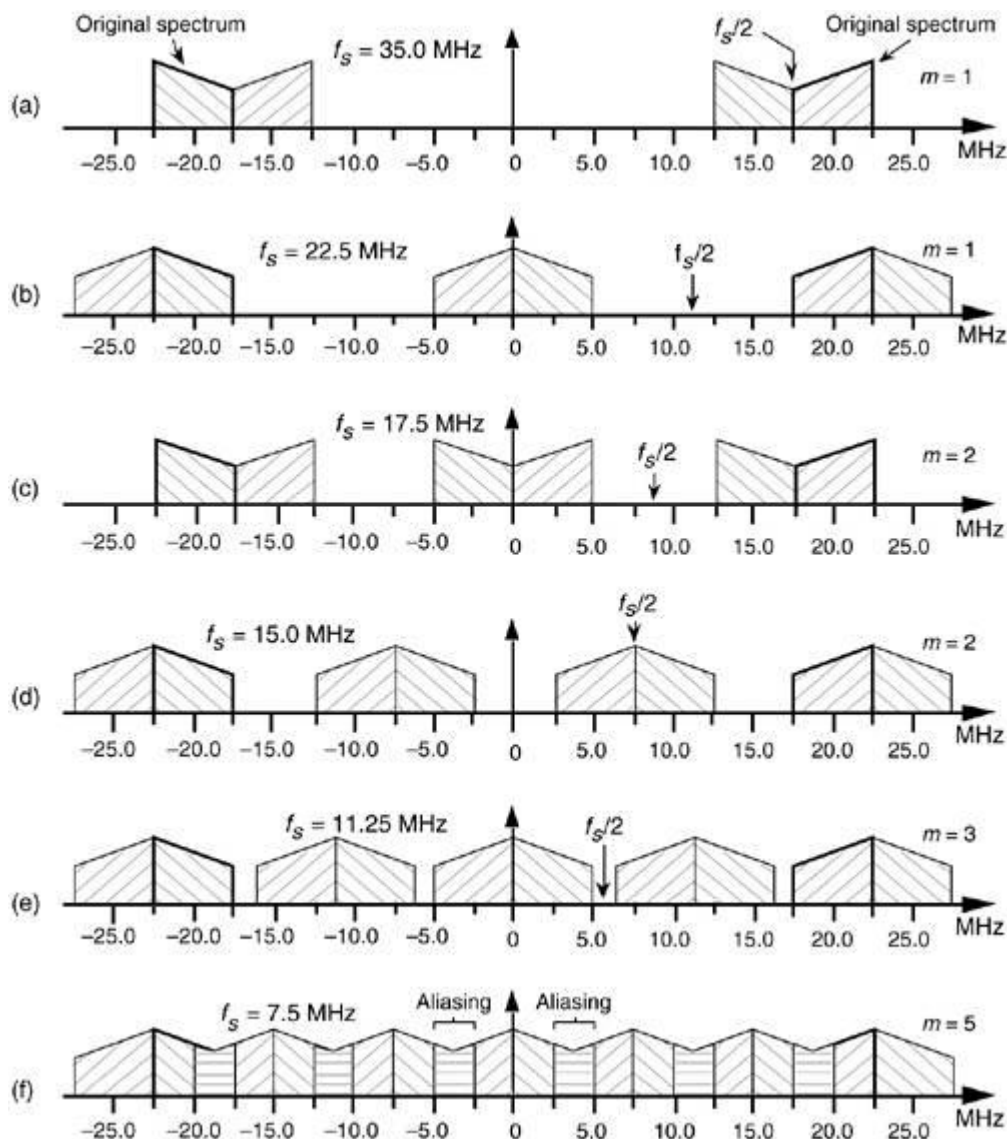 Original spectrum
fs = 35.0 MHz
fs/2
Original spectrum
m = 1
(a)
–25.0 –20.0 –15.0 –10.0 –5.0 0 5.0 10.0 15.0 20.0 25.0 MHz
fs = 22.5 MHz
fs/2
m = 1
(b)
–25.0 –20.0 –15.0 –10.0 –5.0 0 5.0 10.0 15.0 20.0 25.0 MHz
fs = 17.5 MHz
fs/2
m = 2
(c)
–25.0 –20.0 –15.0 –10.0 –5.0 0 5.0 10.0 15.0 20.0 25.0 MHz
fs = 15.0 MHz
fs/2
m = 2
(d)
–25.0 –20.0 –15.0 –10.0 –5.0 0 5.0 10.0 15.0 20.0 25.0 MHz
fs = 11.25 MHz
fs/2
m = 3
(e)
–25.0 –20.0 –15.0 –10.0 –5.0 0 5.0 10.0 15.0 20.0 25.0 MHz
fs = 7.5 MHz
Aliasing
Aliasing
m = 5
(f)
–25.0 –20.0 –15.0 –10.0 –5.0 0 5.0 10.0 15.0 20.0 25.0 MHz